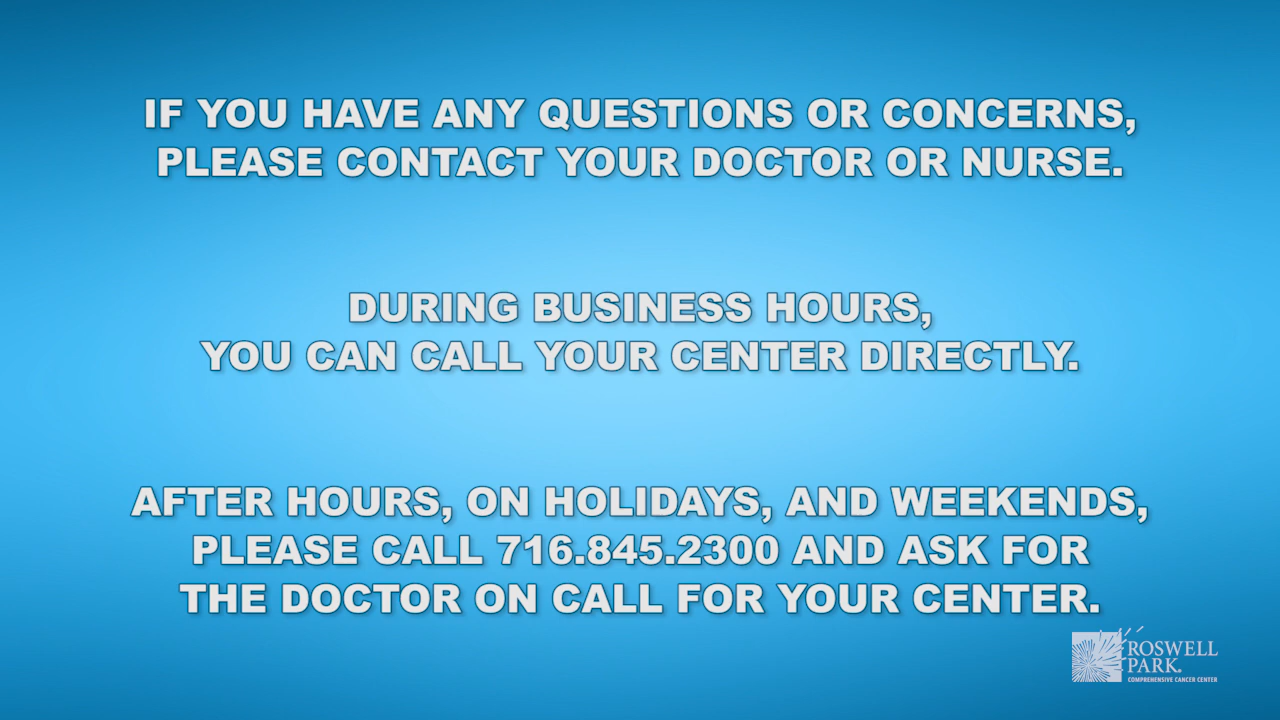 IF YOU HAVE ANY QUESTIONS OR CONCERNS,
PLEASE CONTACT YOUR DOCTOR OR NURSE.
DURING BUSINESS HOURS,
YOU CAN CALL YOUR CENTER DIRECTLY.
AFTER HOURS, ON HOLIDAYS, AND WEEKENDS,
PLEASE CALL 716.845.2300 AND ASK FOR
THE DOCTOR ON CALL FOR YOUR CENTER.
ROSWELL
PARK.
COMPREHENSIVE CANCER CENTER